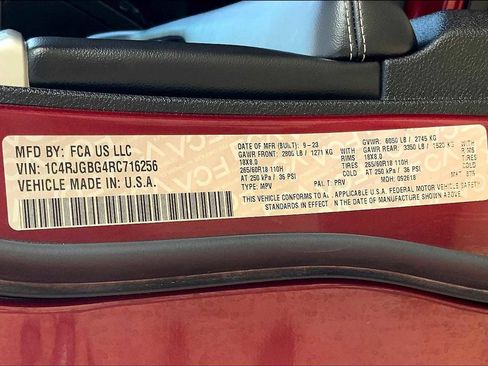 MFD BY: FCA US LLC
VIN: 1C4RJGBG4RC716256
VEHICLE MADE IN: U.S.A.
DATE OF MFR (BUILT): 9-23
GVWR: 6050 LB / 2745 KG
GAWR FRONT: 2805 LB / 1271 KG
GAWR REAR: 3350 LB / 1520 KG
18X8.0
18X8.0
TIRES
TIRES
265/60R18 110H
265/60R18 110H
COLD
COLD
AT 250 kPa / 36 PSI
AT 250 kPa / 36 PSI
TYPE: MPV
PAINT: PRV
MDH: 092618
THIS VEHICLE CONFORMS TO ALL APPLICABLE U.S.A. FEDERAL MOTOR VEHICLE SAFETY
STANDARDS IN EFFECT ON THE DATE OF MANUFACTURE SHOWN ABOVE